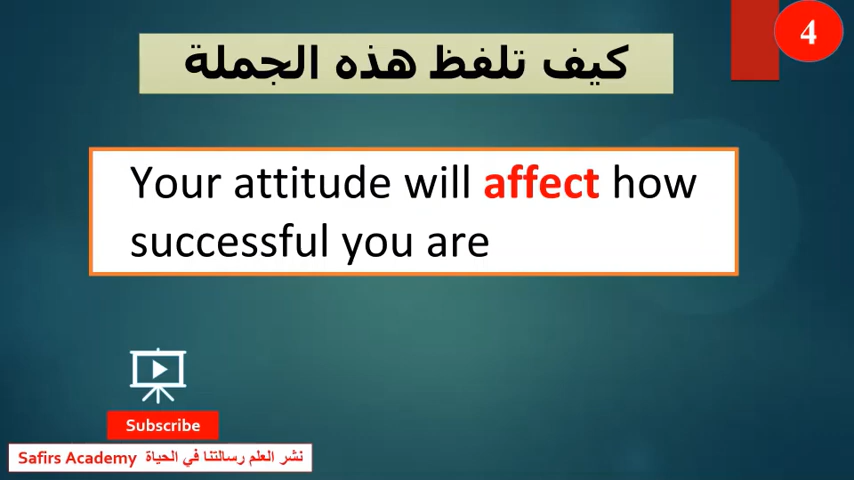 4
كيف تلفظ هذه الجملة
Your attitude will affect how
successful you are
Subscribe
Safirs Academy نشر العلم رسالتنا في الحياة